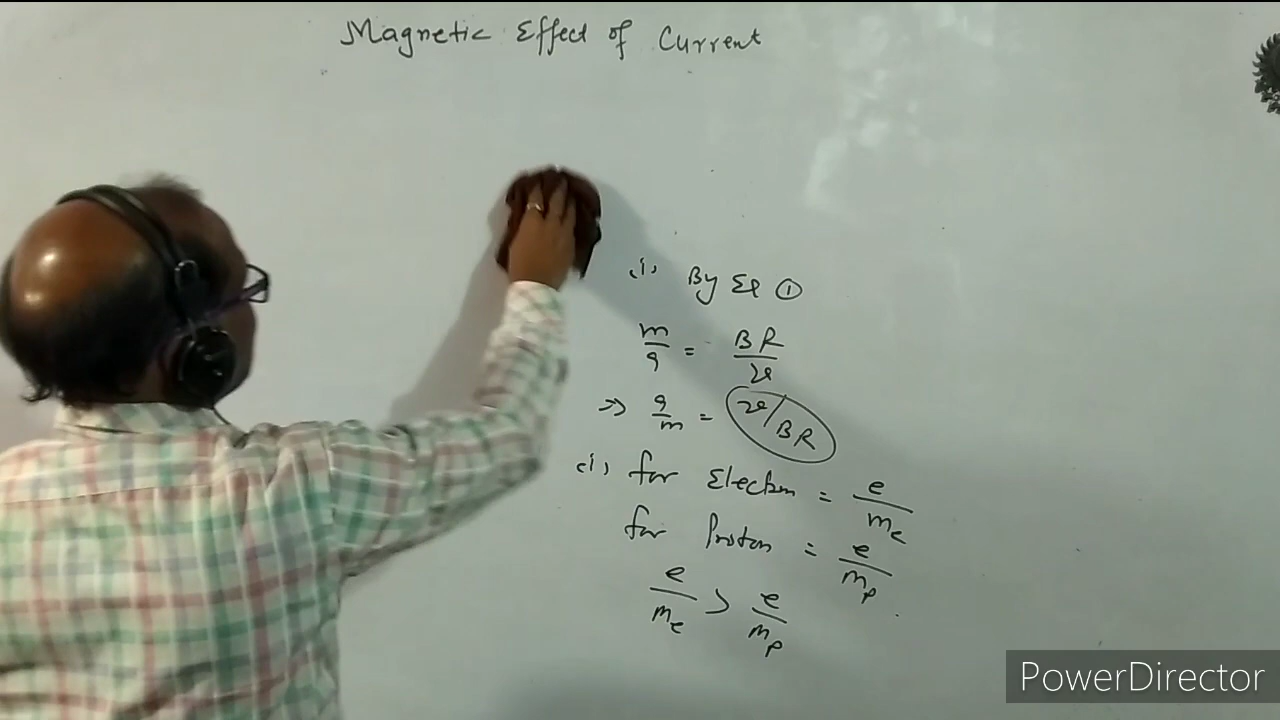 Magnetic Effect of Current
(i) By Eq ①
m/q = BR/v
=> q/m = v/BR
(i) for Electron = e/me
for Proton = e/mp
e/me > e/mp
PowerDirector